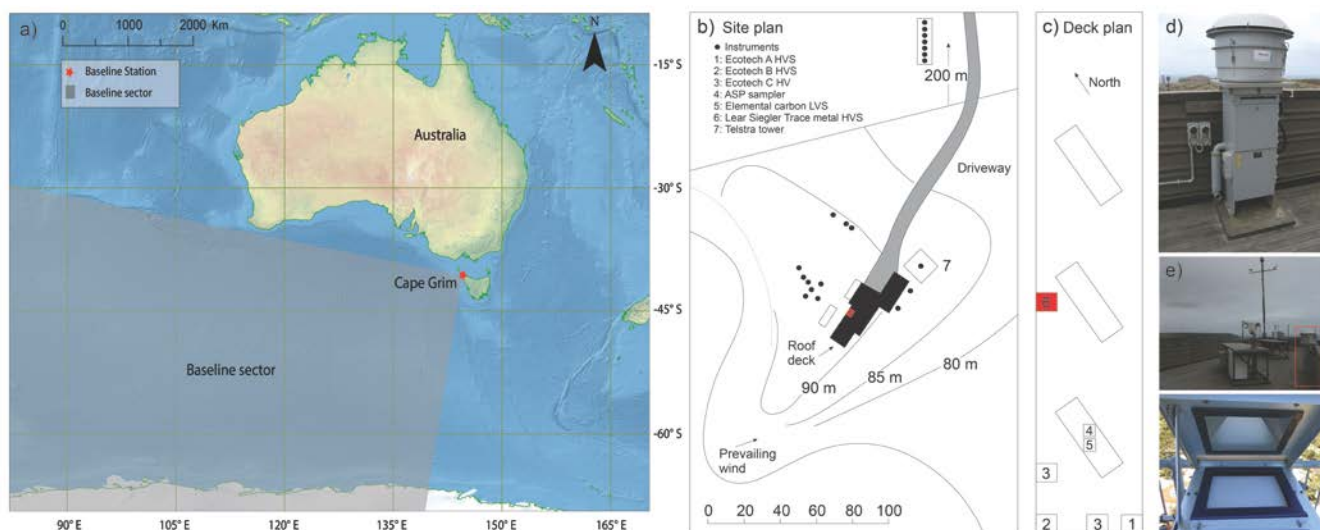 a)
0 1000 2000 Km
Baseline Station
Baseline sector
N
Australia
Cape Grim
Baseline sector
-15° S
-30° S
-45° S
-60° S
90° E 105° E 120° E 135° E 150° E 165° E
b) Site plan
Instruments
1: Ecotech A HVS
2: Ecotech B HVS
3: Ecotech C HV
4: ASP sampler
5: Elemental carbon LVS
6: Lear Siegler Trace metal HVS
7: Telstra tower
200 m
Driveway
7
Roof
deck
90 m
85 m
80 m
Prevailing
wind
0 20 40 60 80 100
c) Deck plan
North
6
4
5
3
2 3 1
d)
e)